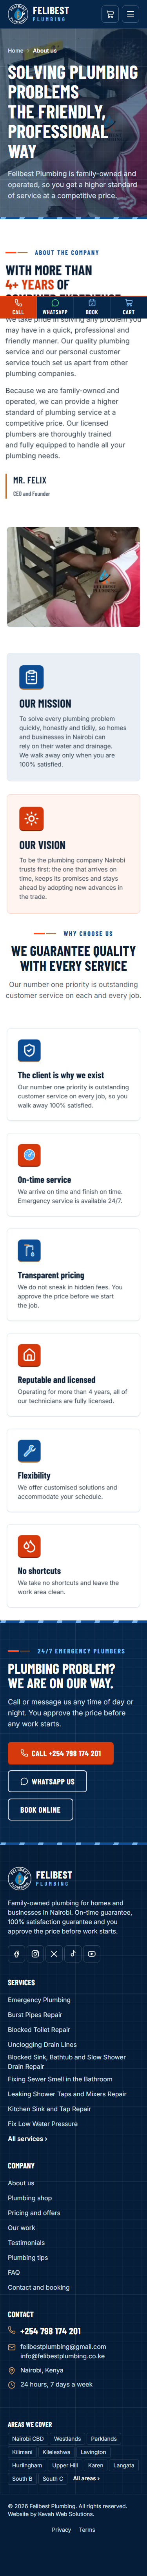 FELIBEST
PLUMBING
Home › About us
SOLVING PLUMBING
PROBLEMS
THE FRIENDLY,
PROFESSIONAL
WAY
Felibest Plumbing is family-owned and
operated, so you get a higher standard
of service at a competitive price.
ABOUT THE COMPANY
WITH MORE THAN
4+ YEARS OF
CALL
WHATSAPP
BOOK
CART
We take pride in solving any problem you
may have in a quick, professional and
friendly manner. Our quality plumbing
service and our personal customer
service touch set us apart from other
plumbing companies.
Because we are family-owned and
operated, we can provide a higher
standard of plumbing service at a
competitive price. Our licensed
plumbers are thoroughly trained
and fully equipped to handle all your
plumbing needs.
MR. FELIX
CEO and Founder
OUR MISSION
To solve every plumbing problem
quickly, honestly and tidily, so homes
and businesses in Nairobi can
rely on their water and drainage.
We walk away only when you are
100% satisfied.
OUR VISION
To be the plumbing company Nairobi
trusts first: the one that arrives on
time, keeps its promises and stays
ahead by adopting new advances in
the trade.
WHY CHOOSE US
WE GUARANTEE QUALITY
WITH EVERY SERVICE
Our number one priority is outstanding
customer service on each and every job.
The client is why we exist
Our number one priority is outstanding
customer service on every job, so you
walk away 100% satisfied.
On-time service
We arrive on time and finish on time.
Emergency service is available 24/7.
Transparent pricing
We do not sneak in hidden fees. You
approve the price before we start
the job.
Reputable and licensed
Operating for more than 4 years, all of
our technicians are fully licensed.
Flexibility
We offer customised solutions and
accommodate your schedule.
No shortcuts
We take no shortcuts and leave the
work area clean.
24/7 EMERGENCY PLUMBERS
PLUMBING PROBLEM?
WE ARE ON OUR WAY.
Call or message us any time of day or
night. You approve the price before
any work starts.
CALL +254 798 174 201
WHATSAPP US
BOOK ONLINE
FELIBEST
PLUMBING
Family-owned plumbing for homes and
businesses in Nairobi. On-time guarantee,
100% satisfaction guarantee and you
approve the price before work starts.
SERVICES
Emergency Plumbing
Burst Pipes Repair
Blocked Toilet Repair
Unclogging Drain Lines
Blocked Sink, Bathtub and Slow Shower
Drain Repair
Fixing Sewer Smell in the Bathroom
Leaking Shower Taps and Mixers Repair
Kitchen Sink and Tap Repair
Fix Low Water Pressure
All services ›
COMPANY
About us
Plumbing shop
Pricing and offers
Our work
Testimonials
Plumbing tips
FAQ
Contact and booking
CONTACT
+254 798 174 201
felibestplumbing@gmail.com
info@felibestplumbing.co.ke
Nairobi, Kenya
24 hours, 7 days a week
AREAS WE COVER
Nairobi CBD Westlands Parklands
Kilimani Kileleshwa Lavington
Hurlingham Upper Hill Karen Langata
South B South C All areas ›
© 2026 Felibest Plumbing. All rights reserved.
Website by Kevah Web Solutions.
Privacy Terms